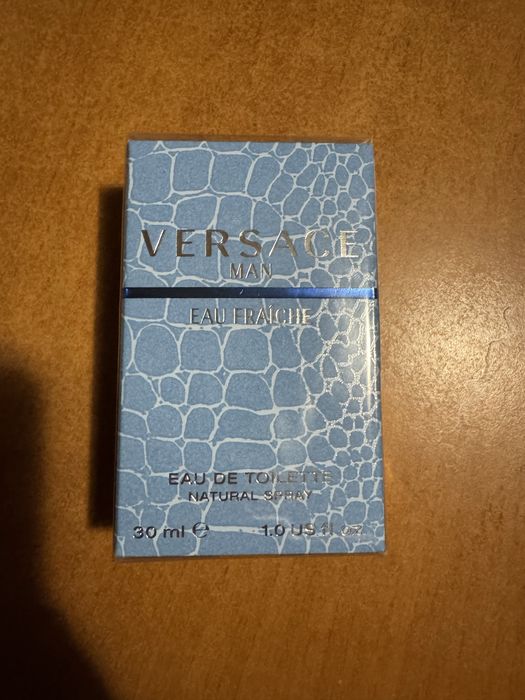 VERSACE
MAN
EAU FRAÎCHE
EAU DE TOILETTE
NATURAL SPRAY
30 ml ℮ 1.0 US fl.oz.